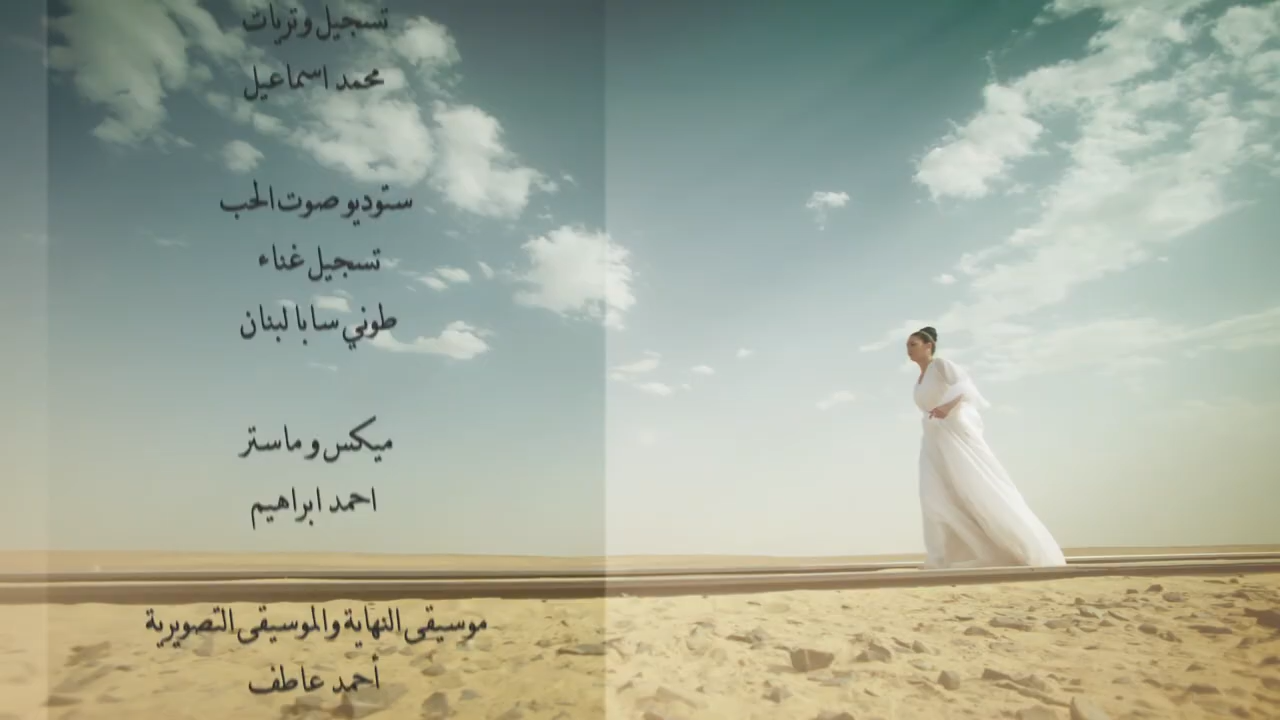 تسجيل وتريات
محمد اسماعيل
ستوديو صوت الحب
تسجيل غناء
طوني سابا لبنان
ميكس و ماستر
احمد ابراهيم
موسيقى النهاية والموسيقى التصويرية
أحمد عاطف